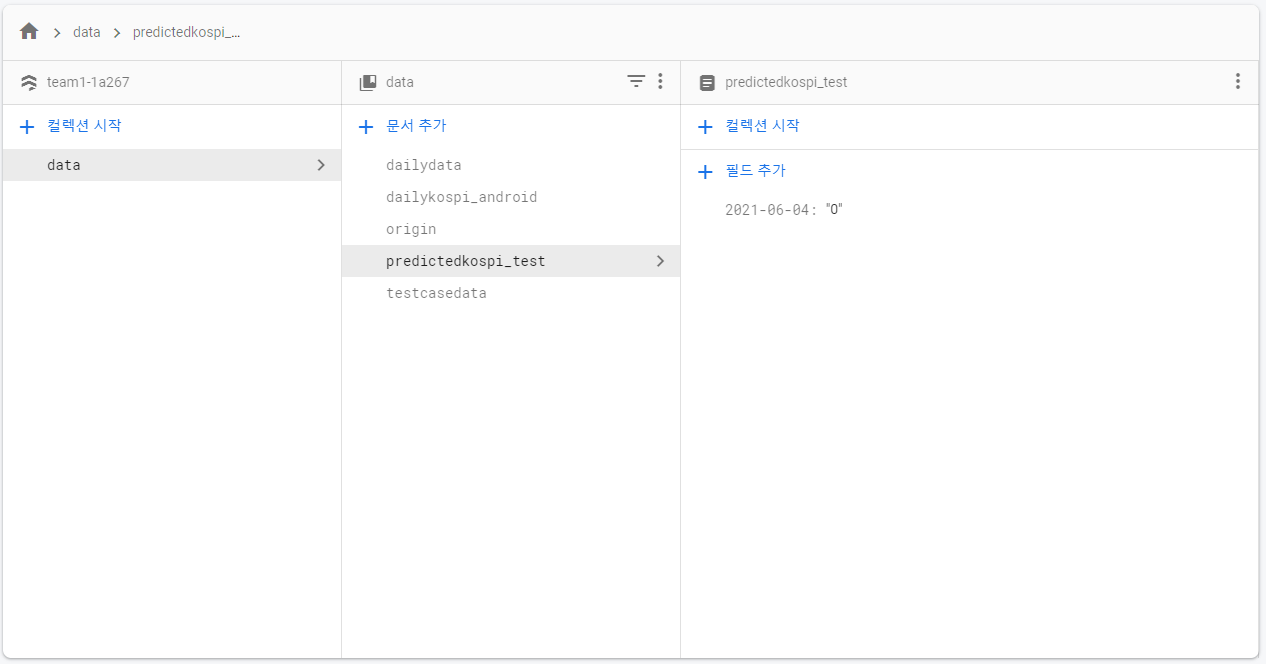 data
predictedkospi_…
team1-1a267
data
predictedkospi_test
컬렉션 시작
문서 추가
컬렉션 시작
data
dailydata
필드 추가
dailykospi_android
2021-06-04: "0"
origin
predictedkospi_test
testcasedata